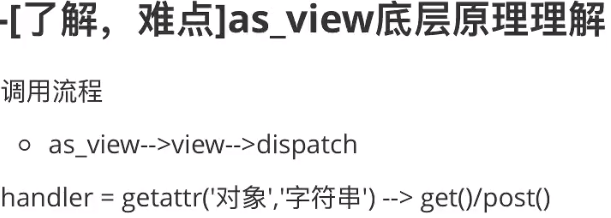 -[了解，难点]as_view底层原理理解
调用流程
○ as_view-->view-->dispatch
handler = getattr('对象','字符串') --> get()/post()